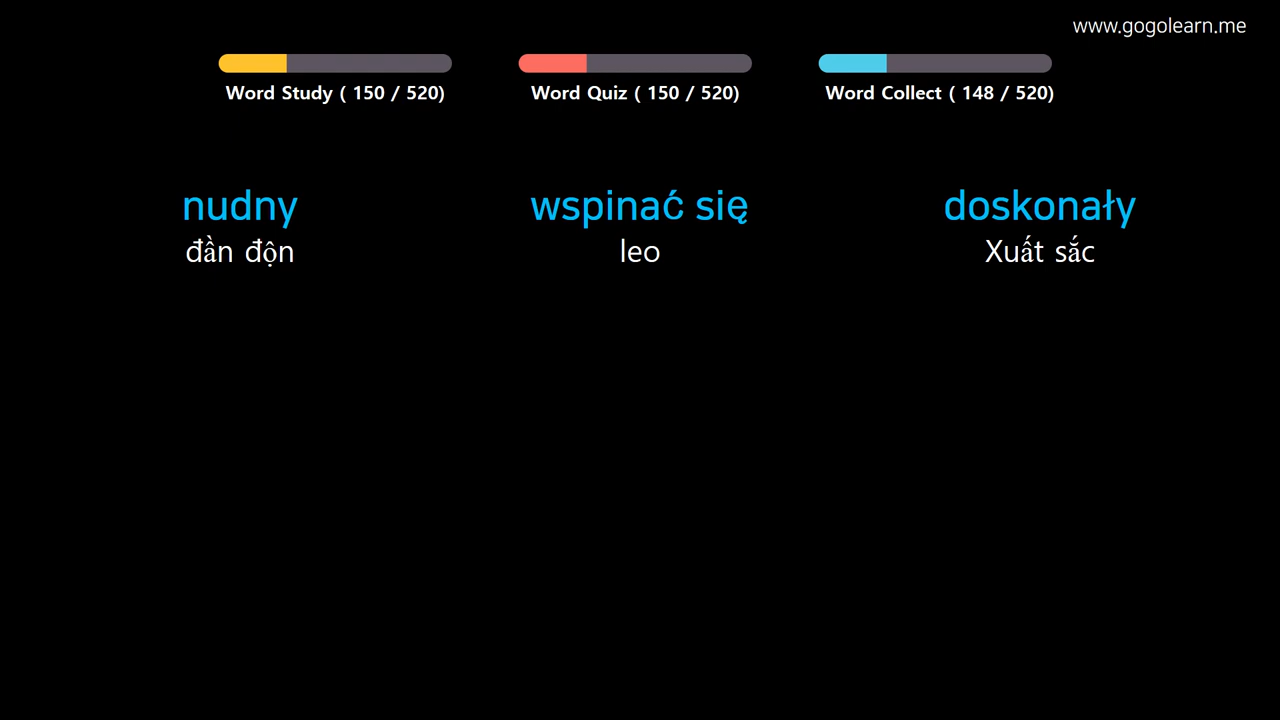 www.gogolearn.me
Word Study ( 150 / 520)
Word Quiz ( 150 / 520)
Word Collect ( 148 / 520)
nudny
đần độn
wspinać się
leo
doskonały
Xuất sắc